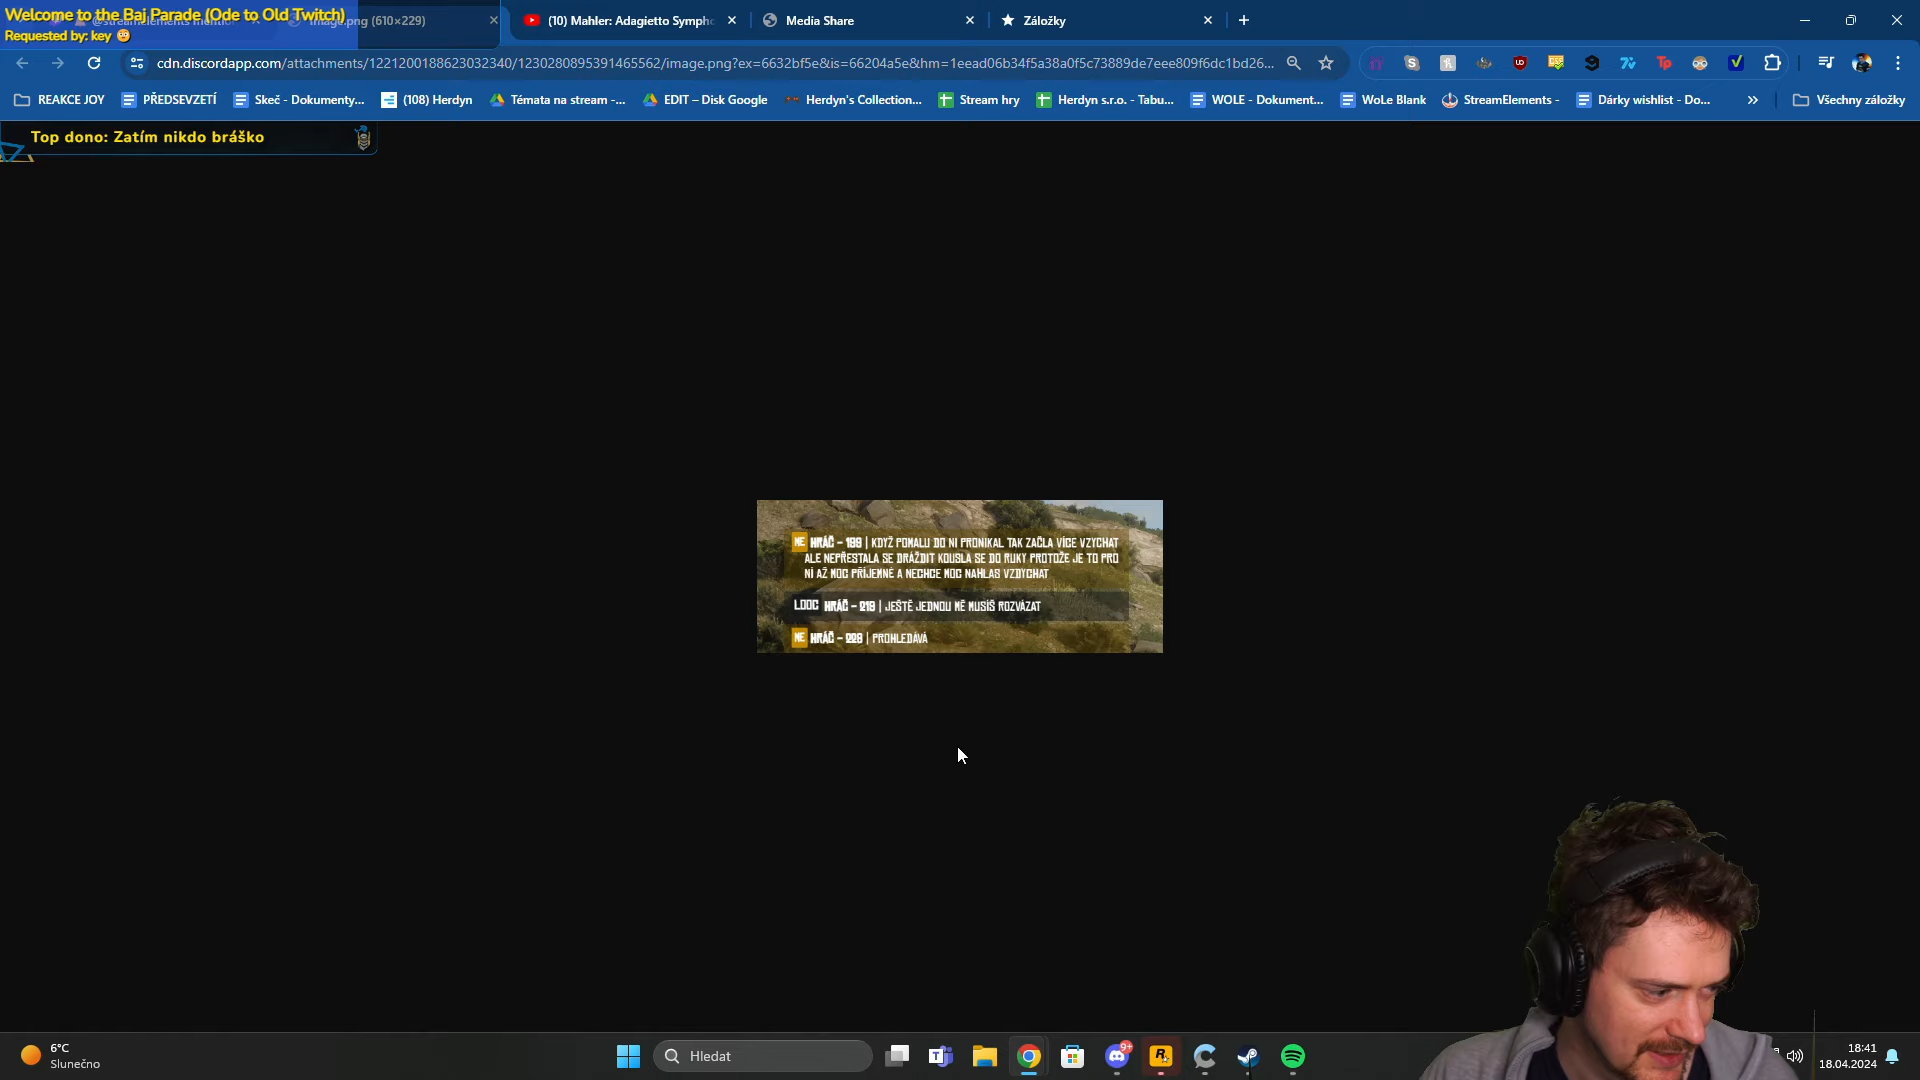 Welcome to the Baj Parade (Ode to Old Twitch)
Requested by: key
image.png (610×229)
(10) Mahler: Adagietto Sympho
Media Share
Záložky
cdn.discordapp.com/attachments/1221200188623032340/1230280895391465562/image.png?ex=6632bf5e&is=66204a5e&hm=1eead06b34f5a38a0f5c73889de7eee809f6dc1bd26...
REAKCE JOY
PŘEDSEVZETÍ
Skeč - Dokumenty...
(108) Herdyn
Témata na stream -...
EDIT – Disk Google
Herdyn's Collection...
Stream hry
Herdyn s.r.o. - Tabu...
WOLE - Dokument...
WoLe Blank
StreamElements -
Dárky wishlist - Do...
Všechny záložky
Top dono: Zatím nikdo bráško
ME HRÁČ - 199 | KDYŽ POMALU DO NI PRONIKAL TAK ZAČLA VÍCE VZYCHAT
ALE NEPŘESTALA SE DRÁŽDIT KOUSLA SE DO RUKY PROTOŽE JE TO PRO
NÍ AŽ MOC PŘÍJEMNÉ A NECHCE MOC NAHLAS VZDYCHAT
LOOC HRÁČ - 219 | JEŠTĚ JEDNOU MĚ MUSÍŠ ROZVÁZAT
ME HRÁČ - 228 | PROHLEDÁVÁ
6°C
Slunečno
Hledat
9+
18:41
18.04.2024